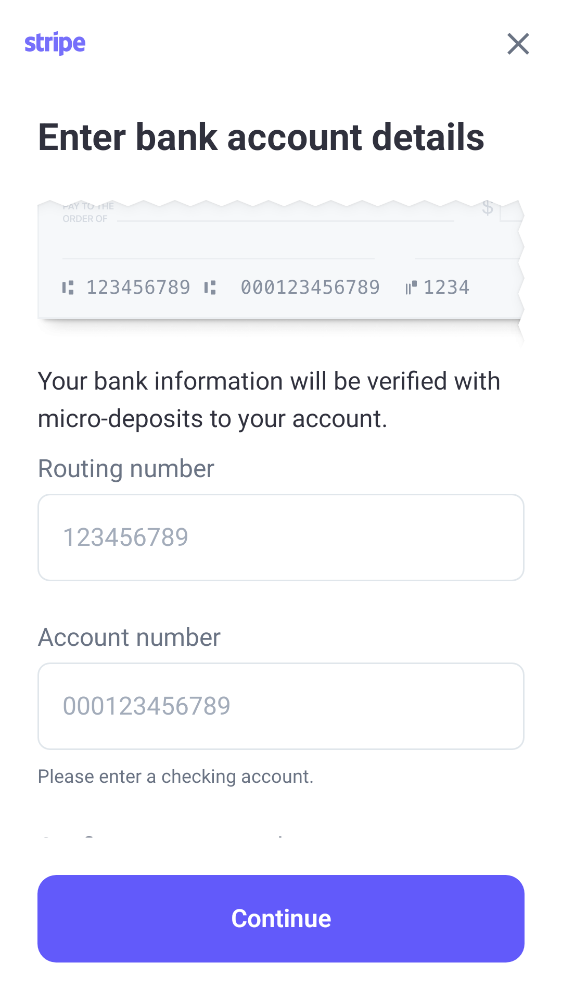 stripe
Enter bank account details
PAY TO THE
ORDER OF
$
123456789 000123456789 1234
Your bank information will be verified with
micro-deposits to your account.
Routing number
123456789
Account number
000123456789
Please enter a checking account.
Continue